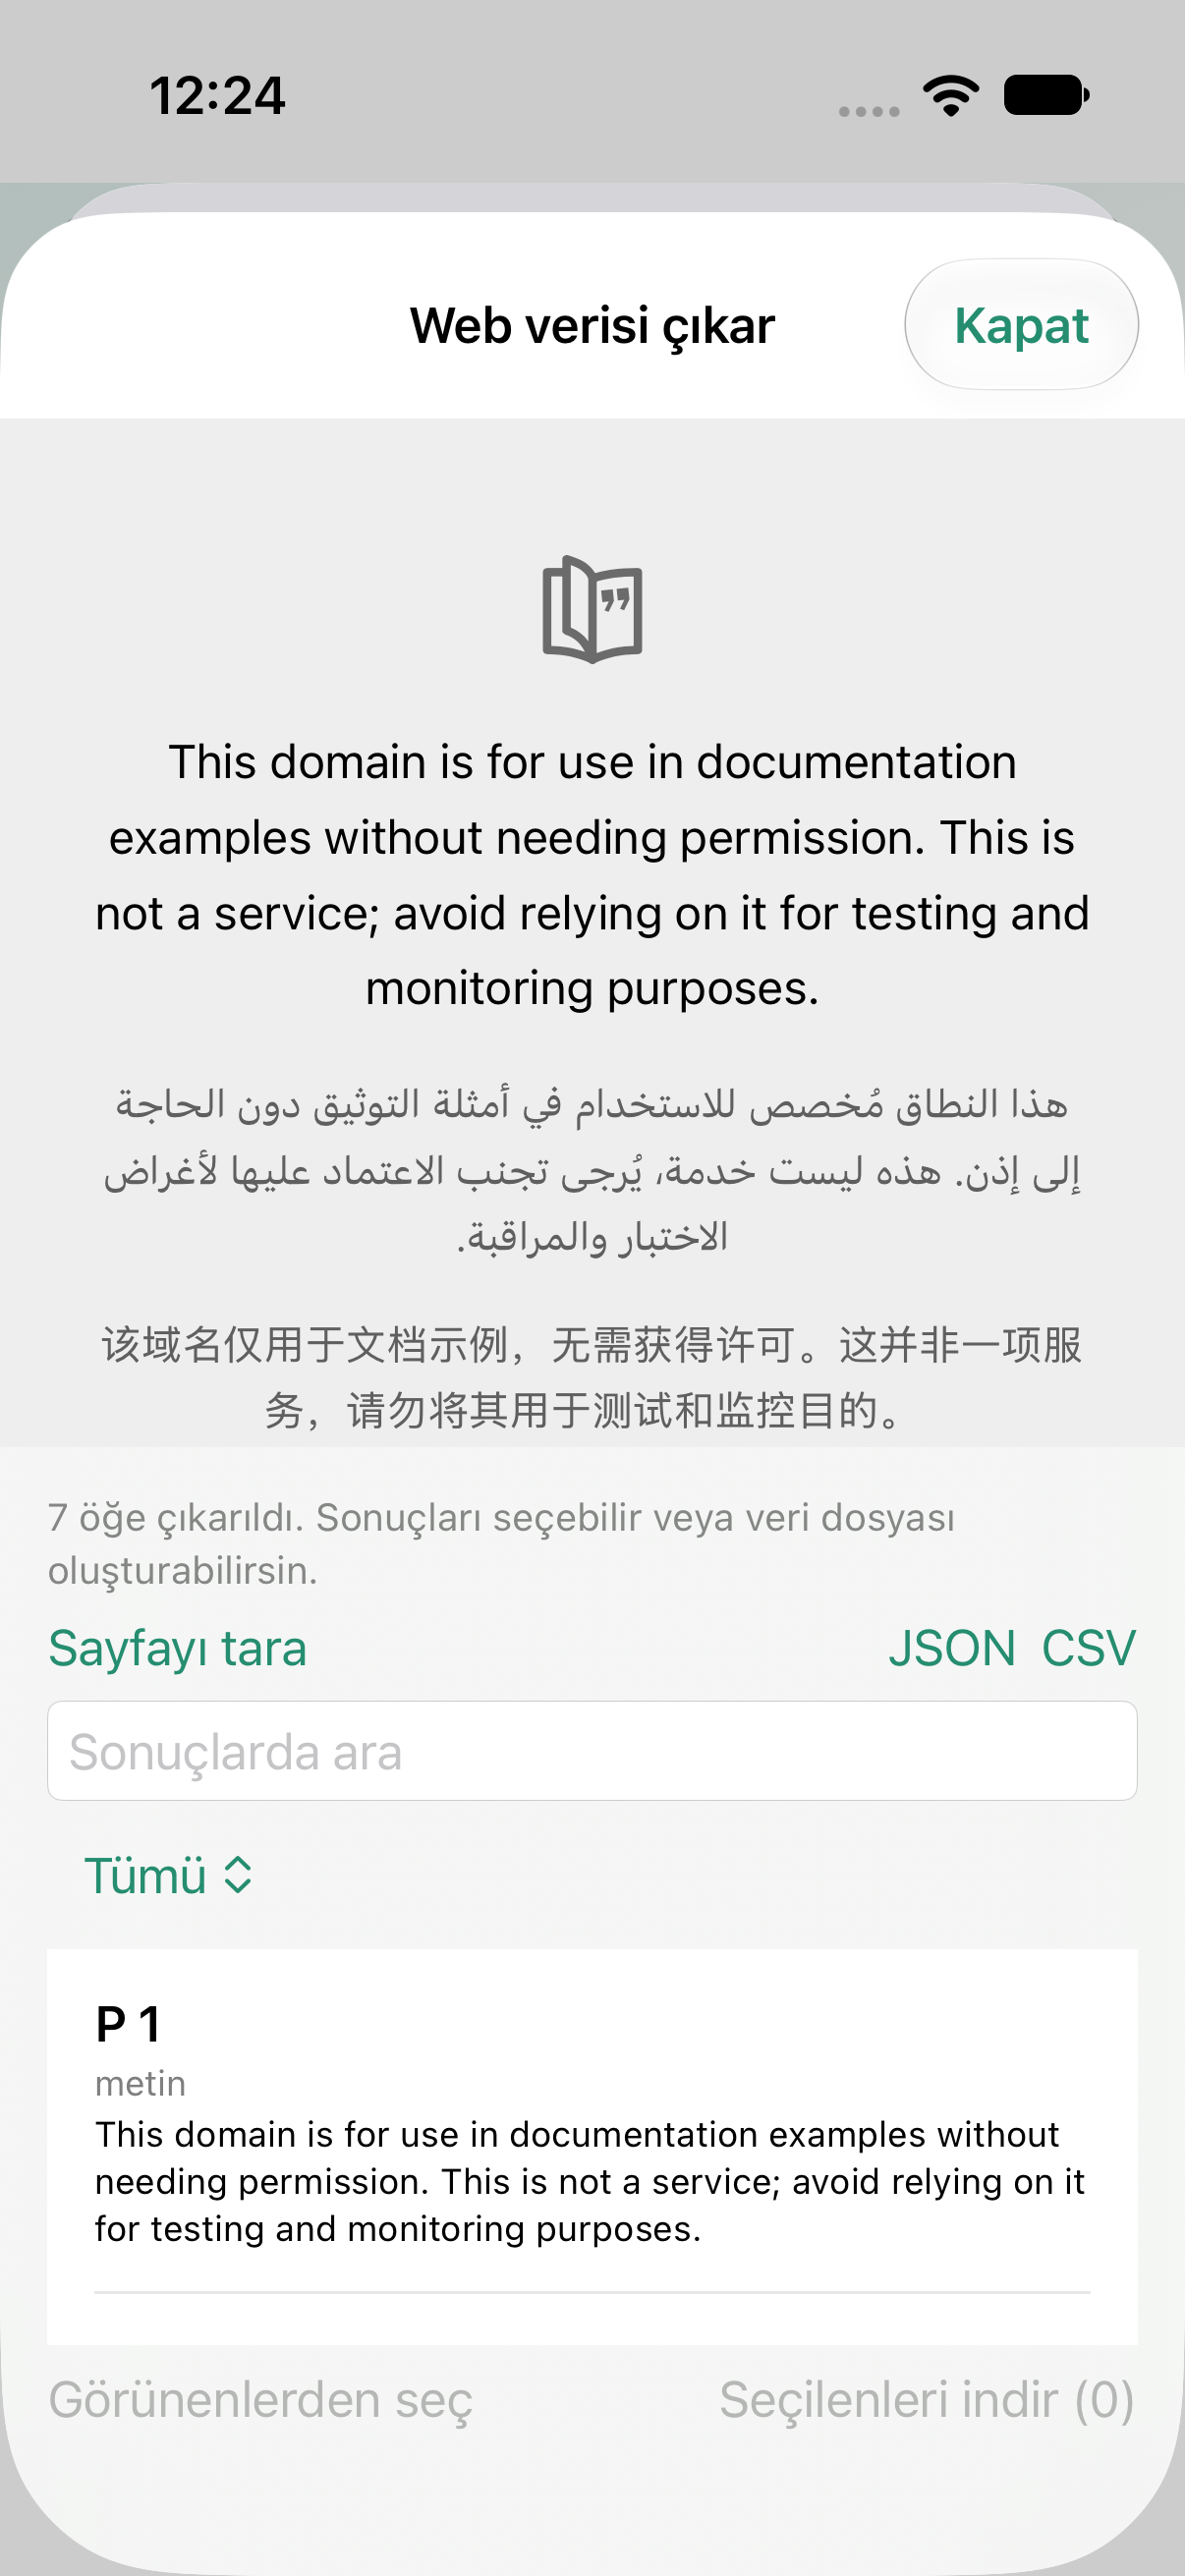 12:24
Web verisi çıkar
Kapat
This domain is for use in documentation
examples without needing permission. This is
not a service; avoid relying on it for testing and
monitoring purposes.
هذا النطاق مُخصص للاستخدام في أمثلة التوثيق دون الحاجة
إلى إذن. هذه ليست خدمة، يُرجى تجنب الاعتماد عليها لأغراض
الاختبار والمراقبة.
该域名仅用于文档示例，无需获得许可。这并非一项服
务，请勿将其用于测试和监控目的。
7 öğe çıkarıldı. Sonuçları seçebilir veya veri dosyası
oluşturabilirsin.
Sayfayı tara
JSON CSV
Sonuçlarda ara
Tümü
P 1
metin
This domain is for use in documentation examples without
needing permission. This is not a service; avoid relying on it
for testing and monitoring purposes.
Görünenlerden seç
Seçilenleri indir (0)